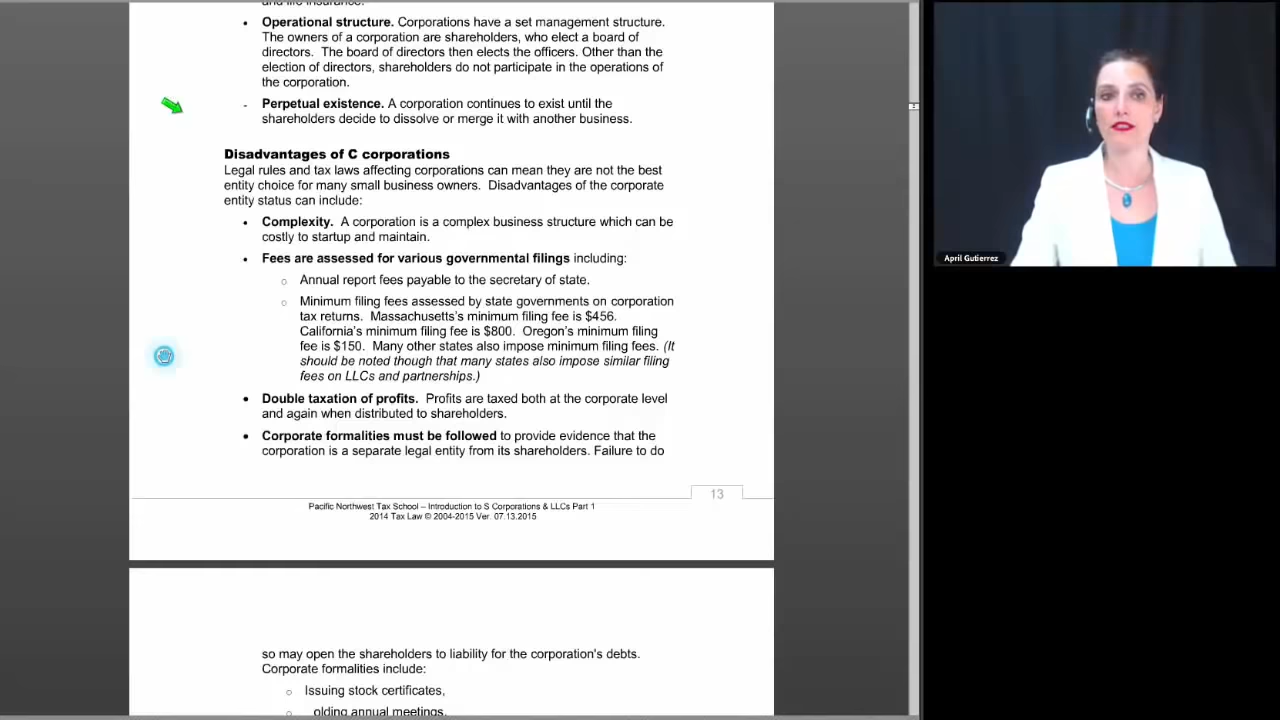 and life insurance.
• Operational structure. Corporations have a set management structure.
The owners of a corporation are shareholders, who elect a board of
directors. The board of directors then elects the officers. Other than the
election of directors, shareholders do not participate in the operations of
the corporation.
- Perpetual existence. A corporation continues to exist until the
shareholders decide to dissolve or merge it with another business.
Disadvantages of C corporations
Legal rules and tax laws affecting corporations can mean they are not the best
entity choice for many small business owners. Disadvantages of the corporate
entity status can include:
• Complexity. A corporation is a complex business structure which can be
costly to startup and maintain.
• Fees are assessed for various governmental filings including:
o Annual report fees payable to the secretary of state.
o Minimum filing fees assessed by state governments on corporation
tax returns. Massachusetts's minimum filing fee is $456.
California's minimum filing fee is $800. Oregon's minimum filing
fee is $150. Many other states also impose minimum filing fees. (It
should be noted though that many states also impose similar filing
fees on LLCs and partnerships.)
• Double taxation of profits. Profits are taxed both at the corporate level
and again when distributed to shareholders.
• Corporate formalities must be followed to provide evidence that the
corporation is a separate legal entity from its shareholders. Failure to do
13
Pacific Northwest Tax School – Introduction to S Corporations & LLCs Part 1
2014 Tax Law © 2004-2015 Ver. 07.13.2015
so may open the shareholders to liability for the corporation's debts.
Corporate formalities include:
o Issuing stock certificates,
o olding annual meetings,
April Gutierrez